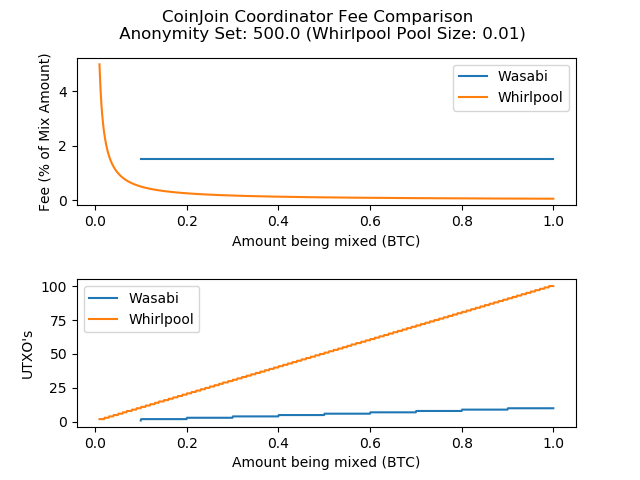 CoinJoin Coordinator Fee Comparison
Anonymity Set: 500.0 (Whirlpool Pool Size: 0.01)
Fee (% of Mix Amount)
4
2
0
Wasabi
Whirlpool
0.0 0.2 0.4 0.6 0.8 1.0
Amount being mixed (BTC)
UTXO's
100
75
50
25
0
Wasabi
Whirlpool
0.0 0.2 0.4 0.6 0.8 1.0
Amount being mixed (BTC)